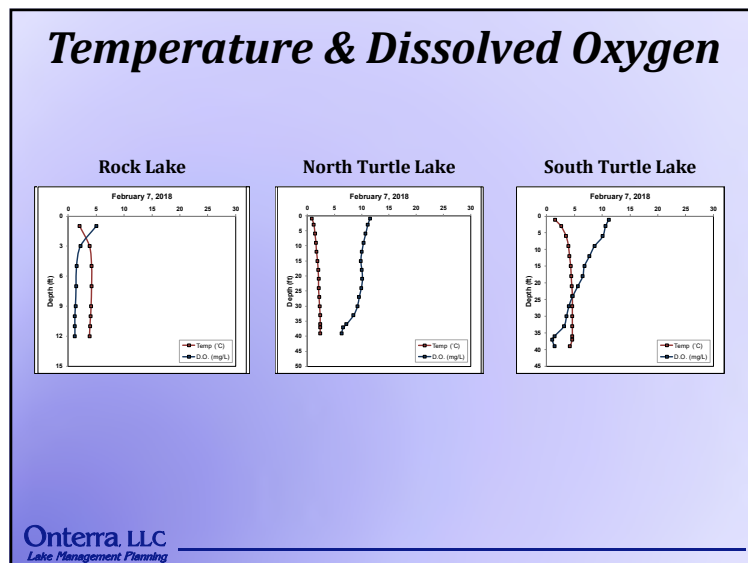 Temperature & Dissolved Oxygen
Rock Lake
February 7, 2018
0 5 10 15 20 25 30
0
3
6
9
12
15
Depth (ft)
Temp (˚C)
D.O. (mg/L)
North Turtle Lake
February 7, 2018
0 5 10 15 20 25 30
0
5
10
15
20
25
30
35
40
45
50
Depth (ft)
Temp (˚C)
D.O. (mg/L)
South Turtle Lake
February 7, 2018
0 5 10 15 20 25 30
0
5
10
15
20
25
30
35
40
45
Depth (ft)
Temp (˚C)
D.O. (mg/L)
Onterra, LLC
Lake Management Planning